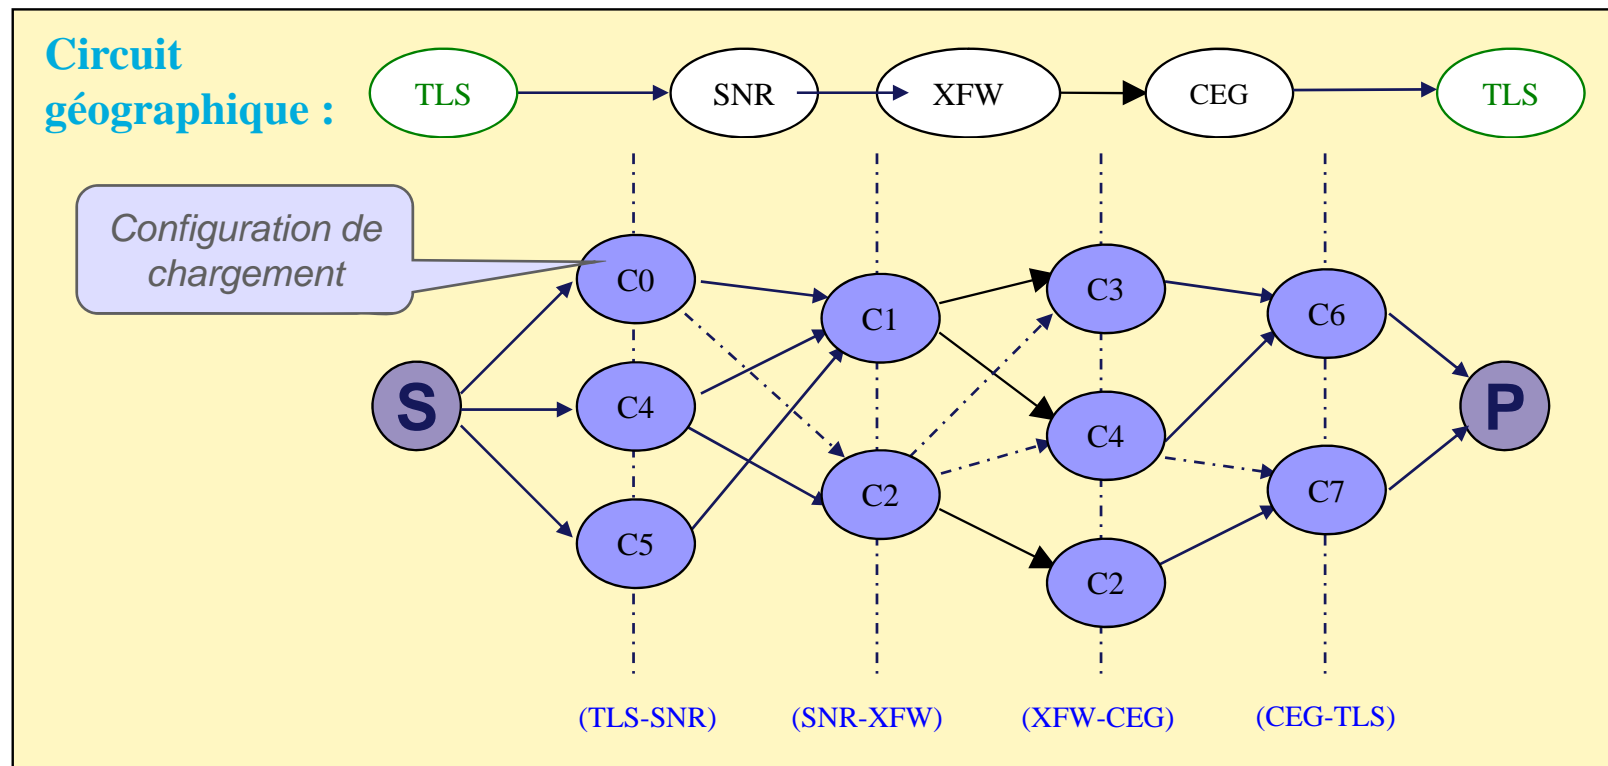 Circuit
géographique :
TLS SNR XFW CEG TLS
Configuration de
chargement
C0
C1
C3
C6
S
C4
C4
P
C2
C7
C5
C2
(TLS-SNR) (SNR-XFW) (XFW-CEG) (CEG-TLS)